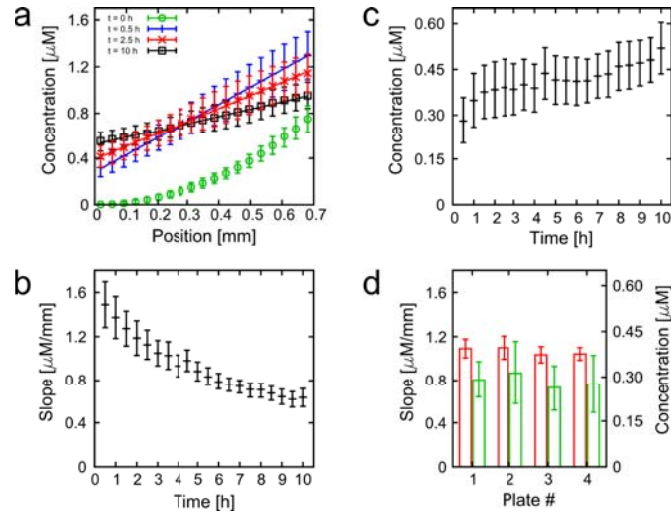 a
t = 0 h
t = 0.5 h
t = 2.5 h
t = 10 h
Concentration [μM]
1.6
1.2
0.8
0.4
0
0 0.1 0.2 0.3 0.4 0.5 0.6 0.7
Position [mm]
c
Concentration [μM]
0.60
0.45
0.30
0.15
0 1 2 3 4 5 6 7 8 9 10
Time [h]
b
Slope [μM/mm]
1.6
1.2
0.8
0.4
0
0 1 2 3 4 5 6 7 8 9 10
Time [h]
d
Slope [μM/mm]
1.6
1.2
0.8
0.4
0
0.60
0.45
0.30
0.15
0
Concentration [μM]
1 2 3 4
Plate #